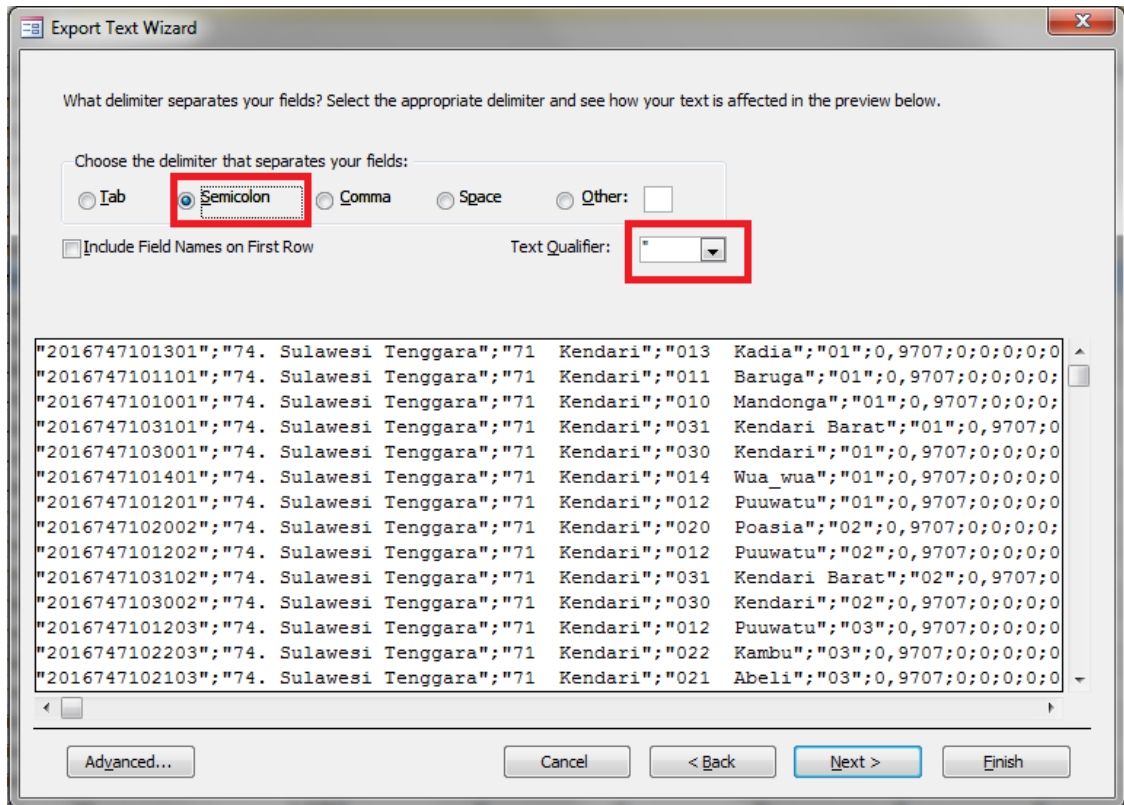 Export Text Wizard
What delimiter separates your fields? Select the appropriate delimiter and see how your text is affected in the preview below.
Choose the delimiter that separates your fields:
Tab Semicolon Comma Space Other:
Include Field Names on First Row Text Qualifier: "
"2016747101301";"74. Sulawesi Tenggara";"71 Kendari";"013 Kadia";"01";0,9707;0;0;0;0;0
"2016747101101";"74. Sulawesi Tenggara";"71 Kendari";"011 Baruga";"01";0,9707;0;0;0;0;
"2016747101001";"74. Sulawesi Tenggara";"71 Kendari";"010 Mandonga";"01";0,9707;0;0;0;
"2016747103101";"74. Sulawesi Tenggara";"71 Kendari";"031 Kendari Barat";"01";0,9707;0
"2016747103001";"74. Sulawesi Tenggara";"71 Kendari";"030 Kendari";"01";0,9707;0;0;0;0
"2016747101401";"74. Sulawesi Tenggara";"71 Kendari";"014 Wua_wua";"01";0,9707;0;0;0;0
"2016747101201";"74. Sulawesi Tenggara";"71 Kendari";"012 Puuwatu";"01";0,9707;0;0;0;0
"2016747102002";"74. Sulawesi Tenggara";"71 Kendari";"020 Poasia";"02";0,9707;0;0;0;0;
"2016747101202";"74. Sulawesi Tenggara";"71 Kendari";"012 Puuwatu";"02";0,9707;0;0;0;0
"2016747103102";"74. Sulawesi Tenggara";"71 Kendari";"031 Kendari Barat";"02";0,9707;0
"2016747103002";"74. Sulawesi Tenggara";"71 Kendari";"030 Kendari";"02";0,9707;0;0;0;0
"2016747101203";"74. Sulawesi Tenggara";"71 Kendari";"012 Puuwatu";"03";0,9707;0;0;0;0
"2016747102203";"74. Sulawesi Tenggara";"71 Kendari";"022 Kambu";"03";0,9707;0;0;0;0;0
"2016747102103";"74. Sulawesi Tenggara";"71 Kendari";"021 Abeli";"03";0,9707;0;0;0;0;0
Advanced... Cancel < Back Next > Finish